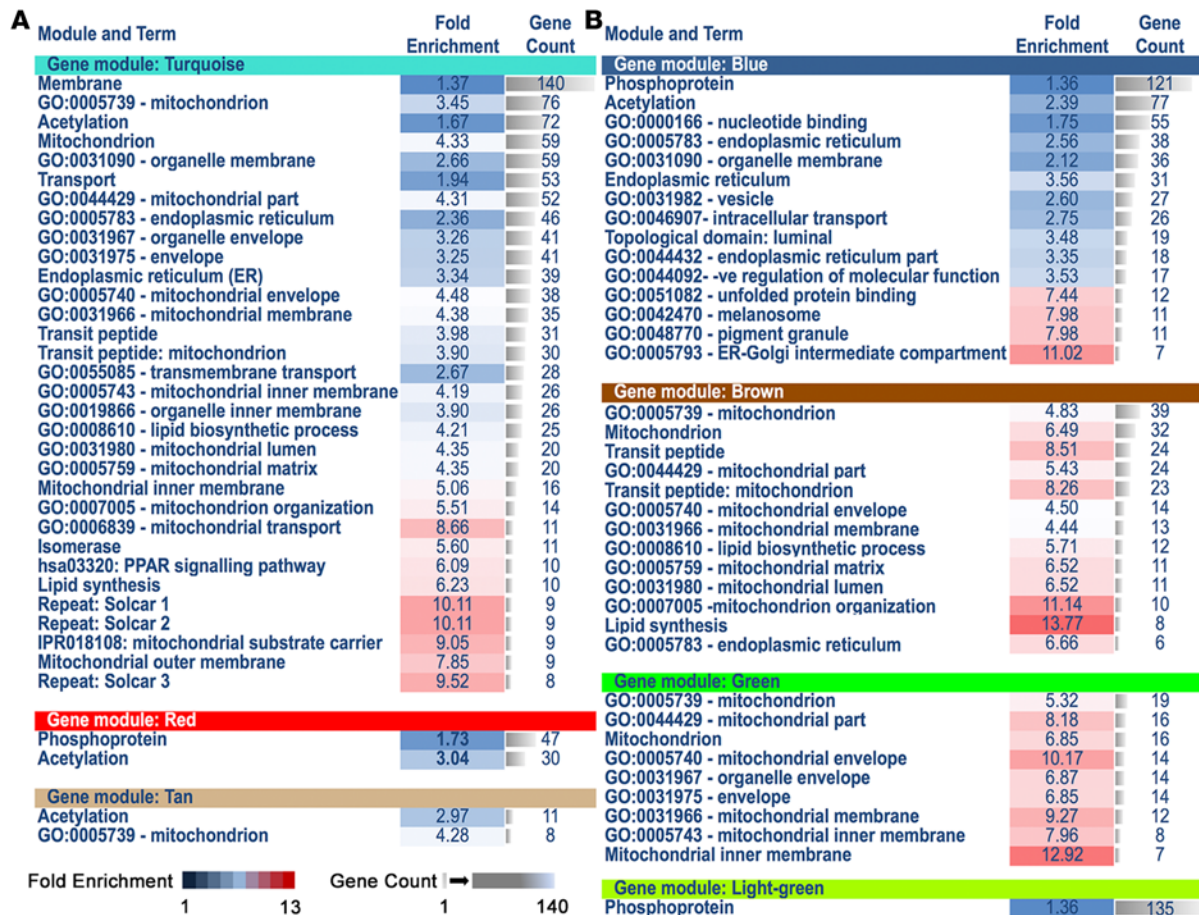 A
Module and Term Fold Enrichment Gene Count
Gene module: Turquoise
Membrane 1.37 140
GO:0005739 - mitochondrion 3.45 76
Acetylation 1.67 72
Mitochondrion 4.33 59
GO:0031090 - organelle membrane 2.66 59
Transport 1.94 53
GO:0044429 - mitochondrial part 4.31 52
GO:0005783 - endoplasmic reticulum 2.36 46
GO:0031967 - organelle envelope 3.26 41
GO:0031975 - envelope 3.25 41
Endoplasmic reticulum (ER) 3.34 39
GO:0005740 - mitochondrial envelope 4.48 38
GO:0031966 - mitochondrial membrane 4.38 35
Transit peptide 3.98 31
Transit peptide: mitochondrion 3.90 30
GO:0055085 - transmembrane transport 2.67 28
GO:0005743 - mitochondrial inner membrane 4.19 26
GO:0019866 - organelle inner membrane 3.90 26
GO:0008610 - lipid biosynthetic process 4.21 25
GO:0031980 - mitochondrial lumen 4.35 20
GO:0005759 - mitochondrial matrix 4.35 20
Mitochondrial inner membrane 5.06 16
GO:0007005 - mitochondrion organization 5.51 14
GO:0006839 - mitochondrial transport 8.66 11
Isomerase 5.60 11
hsa03320: PPAR signalling pathway 6.09 10
Lipid synthesis 6.23 10
Repeat: Solcar 1 10.11 9
Repeat: Solcar 2 10.11 9
IPR018108: mitochondrial substrate carrier 9.05 9
Mitochondrial outer membrane 7.85 9
Repeat: Solcar 3 9.52 8
Gene module: Red
Phosphoprotein 1.73 47
Acetylation 3.04 30
Gene module: Tan
Acetylation 2.97 11
GO:0005739 - mitochondrion 4.28 8
Fold Enrichment 1 13
Gene Count 1 140
B
Module and Term Fold Enrichment Gene Count
Gene module: Blue
Phosphoprotein 1.36 121
Acetylation 2.39 77
GO:0000166 - nucleotide binding 1.75 55
GO:0005783 - endoplasmic reticulum 2.56 38
GO:0031090 - organelle membrane 2.12 36
Endoplasmic reticulum 3.56 31
GO:0031982 - vesicle 2.60 27
GO:0046907- intracellular transport 2.75 26
Topological domain: luminal 3.48 19
GO:0044432 - endoplasmic reticulum part 3.35 18
GO:0044092- -ve regulation of molecular function 3.53 17
GO:0051082 - unfolded protein binding 7.44 12
GO:0042470 - melanosome 7.98 11
GO:0048770 - pigment granule 7.98 11
GO:0005793 - ER-Golgi intermediate compartment 11.02 7
Gene module: Brown
GO:0005739 - mitochondrion 4.83 39
Mitochondrion 6.49 32
Transit peptide 8.51 24
GO:0044429 - mitochondrial part 5.43 24
Transit peptide: mitochondrion 8.26 23
GO:0005740 - mitochondrial envelope 4.50 14
GO:0031966 - mitochondrial membrane 4.44 13
GO:0008610 - lipid biosynthetic process 5.71 12
GO:0005759 - mitochondrial matrix 6.52 11
GO:0031980 - mitochondrial lumen 6.52 11
GO:0007005 -mitochondrion organization 11.14 10
Lipid synthesis 13.77 8
GO:0005783 - endoplasmic reticulum 6.66 6
Gene module: Green
GO:0005739 - mitochondrion 5.32 19
GO:0044429 - mitochondrial part 8.18 16
Mitochondrion 6.85 16
GO:0005740 - mitochondrial envelope 10.17 14
GO:0031967 - organelle envelope 6.87 14
GO:0031975 - envelope 6.85 14
GO:0031966 - mitochondrial membrane 9.27 12
GO:0005743 - mitochondrial inner membrane 7.96 8
Mitochondrial inner membrane 12.92 7
Gene module: Light-green
Phosphoprotein 1.36 135